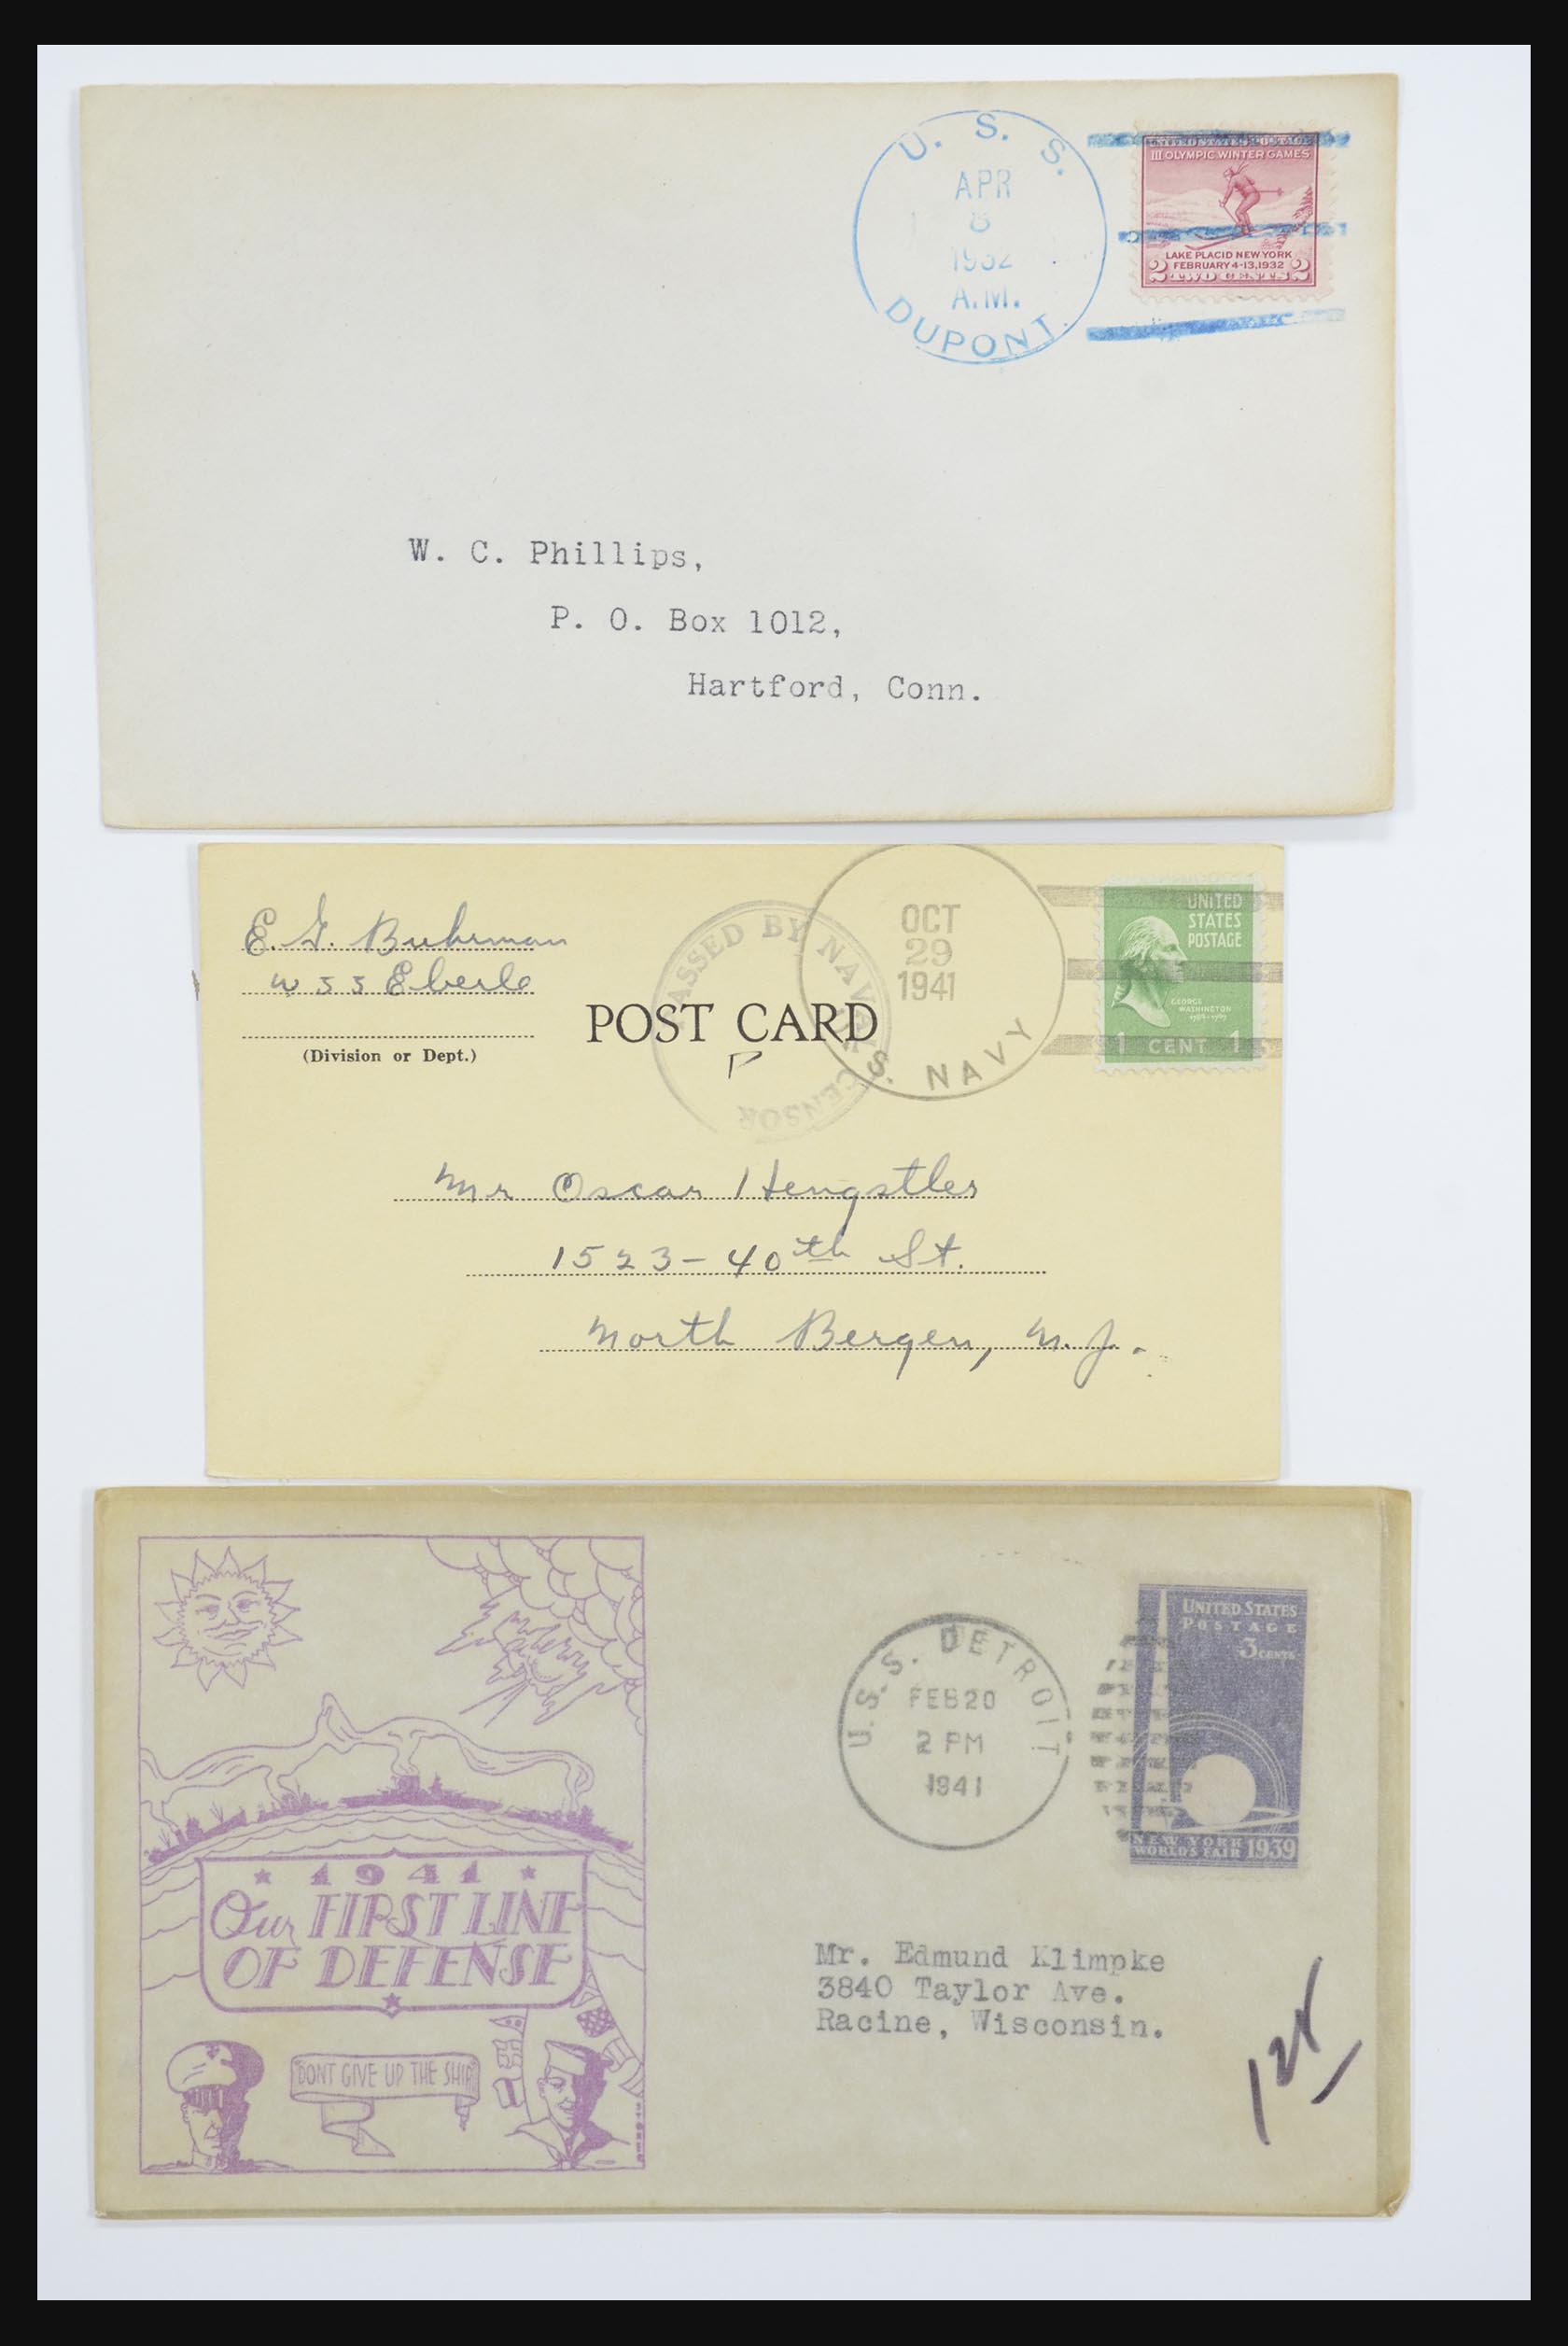 U. S. S.
APR
8
1932
A.M.
DUPONT.
UNITED STATES POSTAGE
III OLYMPIC WINTER GAMES
LAKE PLACID NEW YORK
FEBRUARY 4-13, 1932
2 TWO CENTS 2
W. C. Phillips,
P. O. Box 1012,
Hartford, Conn.
E. G. Buhrman
USS Eberle
(Division or Dept.)
POST CARD
PASSED BY NAVAL CENSOR
OCT
29
1941
S. NAVY
UNITED
STATES
POSTAGE
GEORGE
WASHINGTON
1 CENT 1
Mr Oscar Hengstler
1523-40th St.
North Bergen, N.J.
1941
Our FIRST LINE
OF DEFENSE
"DONT GIVE UP THE SHIP"
U.S.S. DETROIT
FEB 20
2 PM
1941
UNITED STATES
POSTAGE
3 CENTS
NEW YORK
WORLD'S FAIR 1939
Mr. Edmund Klimpke
3840 Taylor Ave.
Racine, Wisconsin.